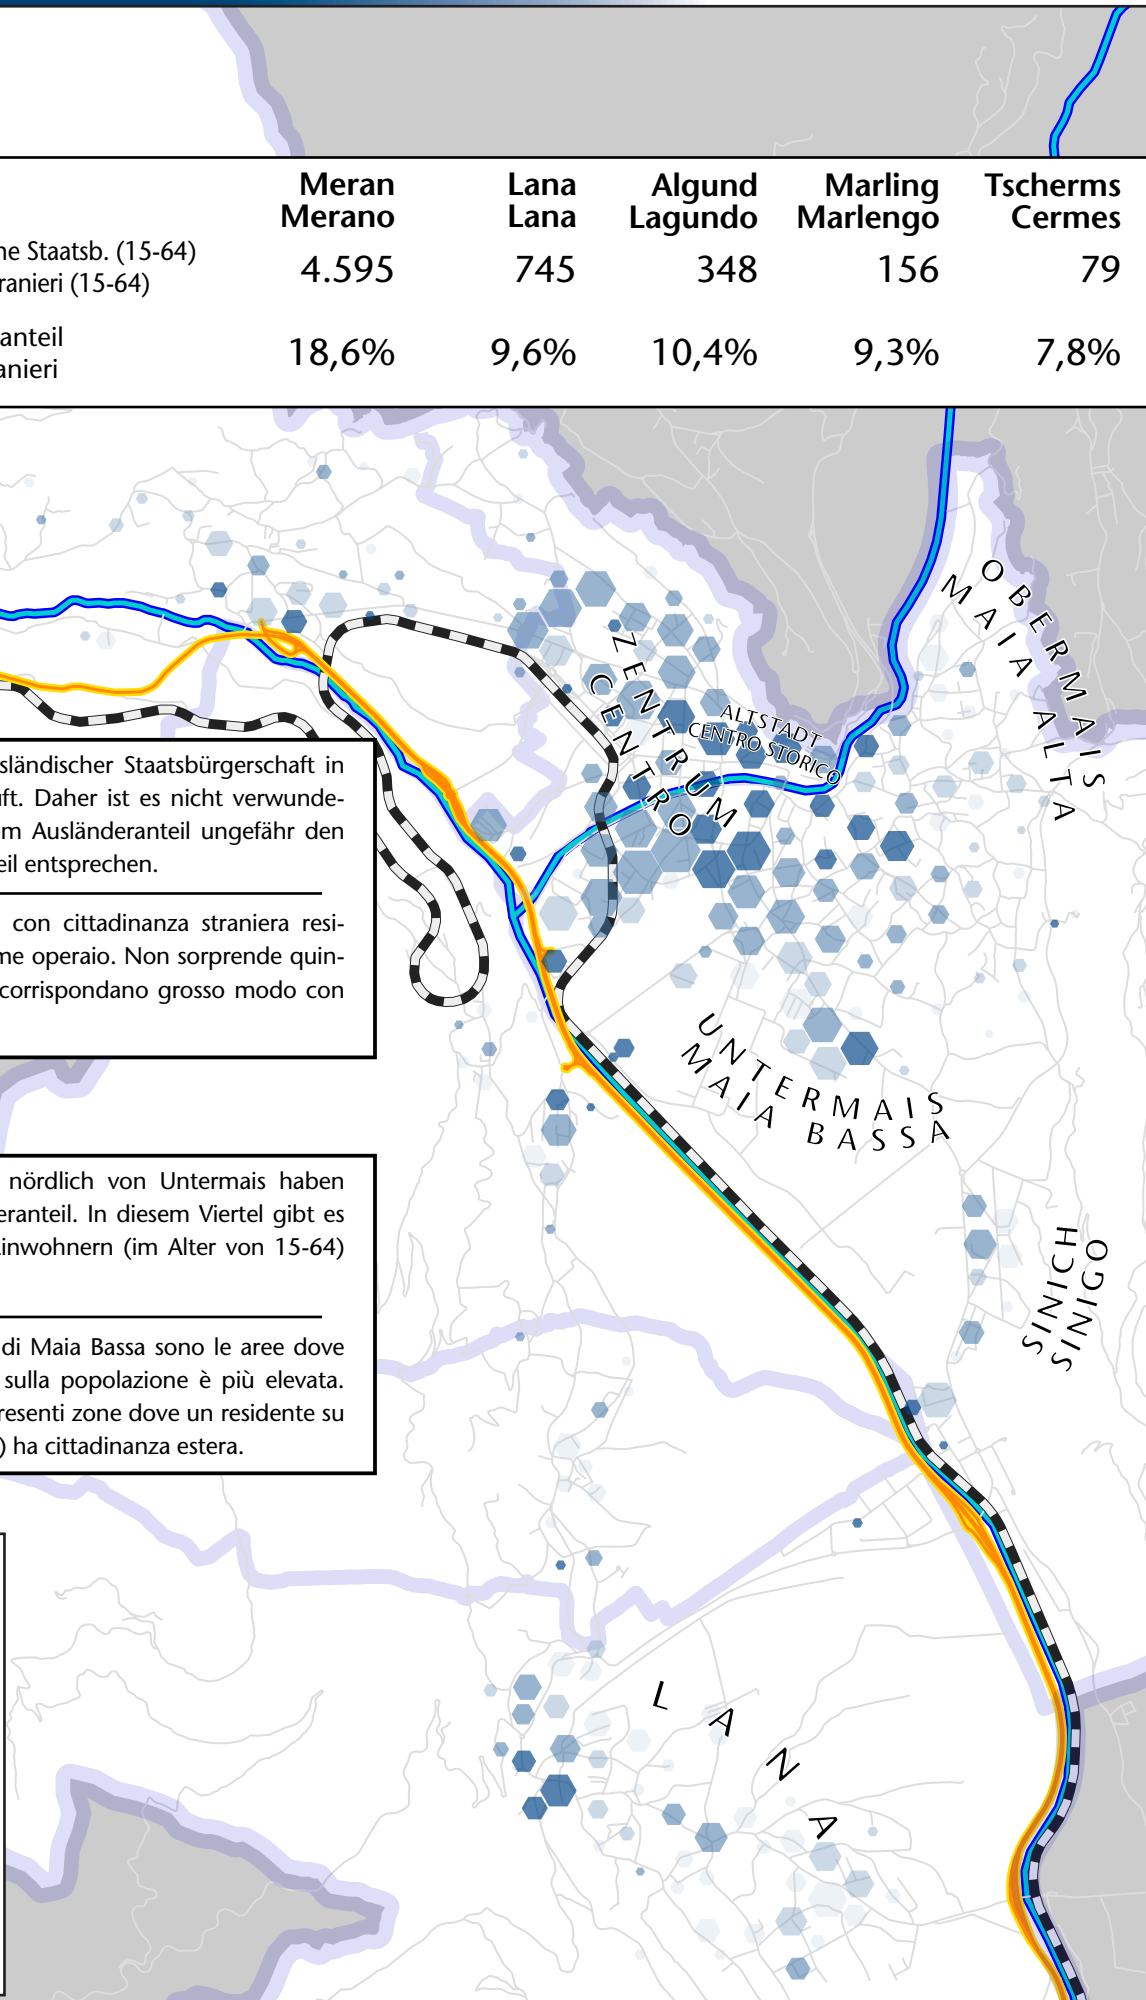 Meran Lana Algund Marling Tscherms
Merano Lana Lagundo Marlengo Cermes
ne Staatsb. (15-64)
ranieri (15-64)
4.595 745 348 156 79
anteil
anieri
18,6% 9,6% 10,4% 9,3% 7,8%
OBERMAIS
MAIA ALTA
ZENTRUM
CENTRO
ALTSTADT
CENTRO STORICO
sländischer Staatsbürgerschaft in
ft. Daher ist es nicht verwunde-
m Ausländeranteil ungefähr den
eil entsprechen.
con cittadinanza straniera resi-
me operaio. Non sorprende quin-
corrispondano grosso modo con
UNTERMAIS
MAIA BASSA
nördlich von Untermais haben
eranteil. In diesem Viertel gibt es
inwohnern (im Alter von 15-64)
di Maia Bassa sono le aree dove
sulla popolazione è più elevata.
resenti zone dove un residente su
) ha cittadinanza estera.
SINICH
SINIGO
LANA